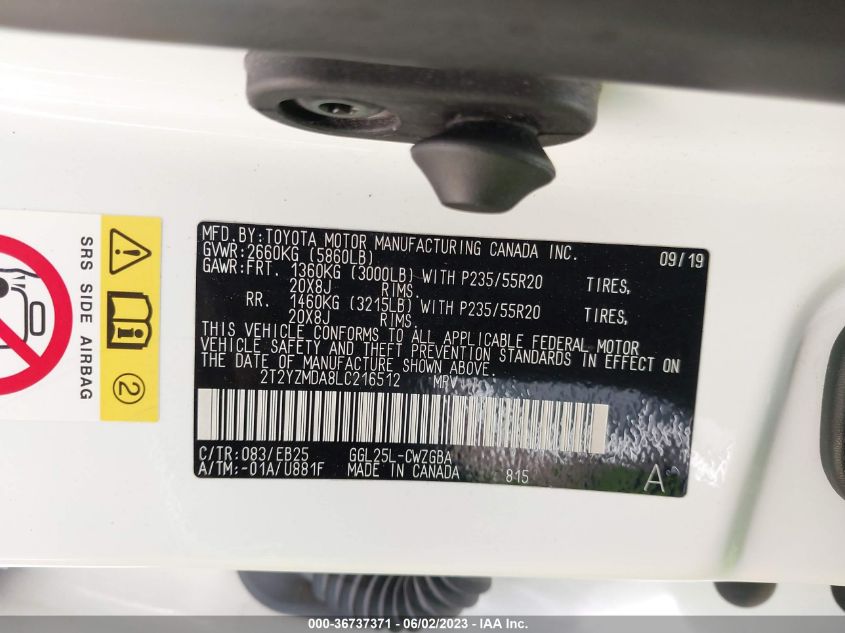 MFD.BY:TOYOTA MOTOR MANUFACTURING CANADA INC. 09/19
GVWR:2660KG (5860LB)
GAWR:FRT. 1360KG (3000LB) WITH P235/55R20 TIRES,
20X8J RIMS.
RR. 1460KG (3215LB) WITH P235/55R20 TIRES,
20X8J RIMS.
THIS VEHICLE CONFORMS TO ALL APPLICABLE FEDERAL MOTOR
VEHICLE SAFETY AND THEFT PREVENTION STANDARDS IN EFFECT ON
THE DATE OF MANUFACTURE SHOWN ABOVE.
2T2YZMDA8LC216512 MPV
C/TR:083/EB25 GGL25L-CWZGBA
A/TM:-01A/U881F MADE IN CANADA 815 A
SRS SIDE AIRBAG
2
000-36737371 - 06/02/2023 - IAA Inc.